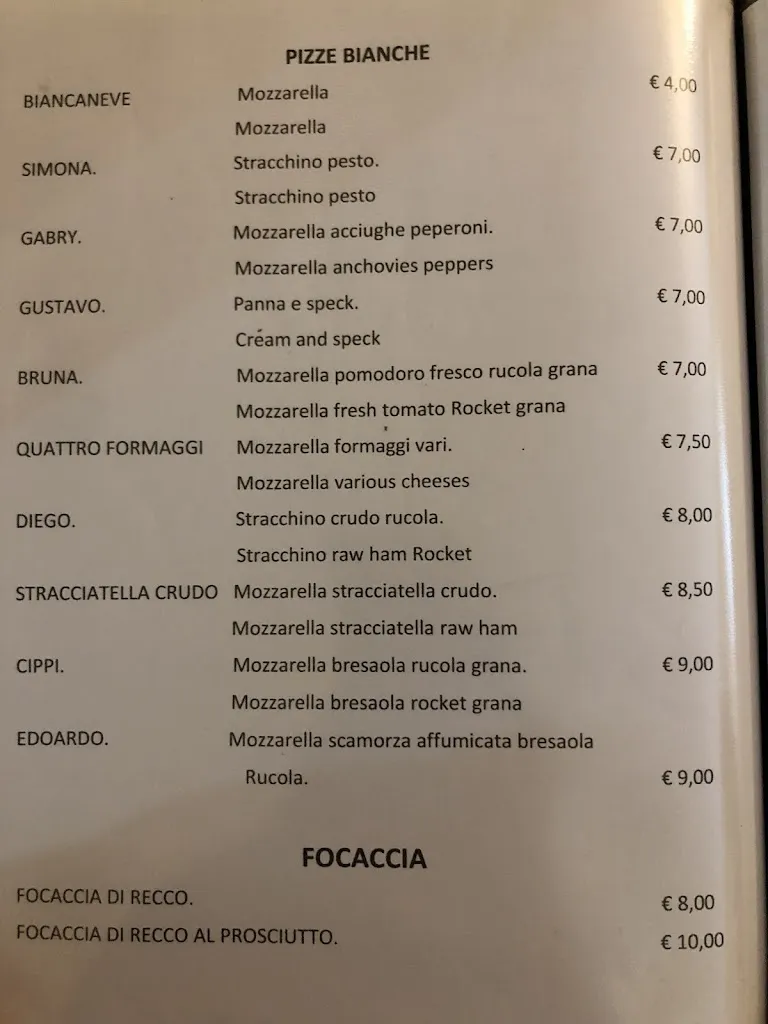 PIZZE BIANCHE
BIANCANEVE Mozzarella € 4,00
Mozzarella
SIMONA. Stracchino pesto. € 7,00
Stracchino pesto
GABRY. Mozzarella acciughe peperoni. € 7,00
Mozzarella anchovies peppers
GUSTAVO. Panna e speck. € 7,00
Cream and speck
BRUNA. Mozzarella pomodoro fresco rucola grana € 7,00
Mozzarella fresh tomato Rocket grana
QUATTRO FORMAGGI Mozzarella formaggi vari. € 7,50
Mozzarella various cheeses
DIEGO. Stracchino crudo rucola. € 8,00
Stracchino raw ham Rocket
STRACCIATELLA CRUDO Mozzarella stracciatella crudo. € 8,50
Mozzarella stracciatella raw ham
CIPPI. Mozzarella bresaola rucola grana. € 9,00
Mozzarella bresaola rocket grana
EDOARDO. Mozzarella scamorza affumicata bresaola
Rucola. € 9,00
FOCACCIA
FOCACCIA DI RECCO. € 8,00
FOCACCIA DI RECCO AL PROSCIUTTO. € 10,00